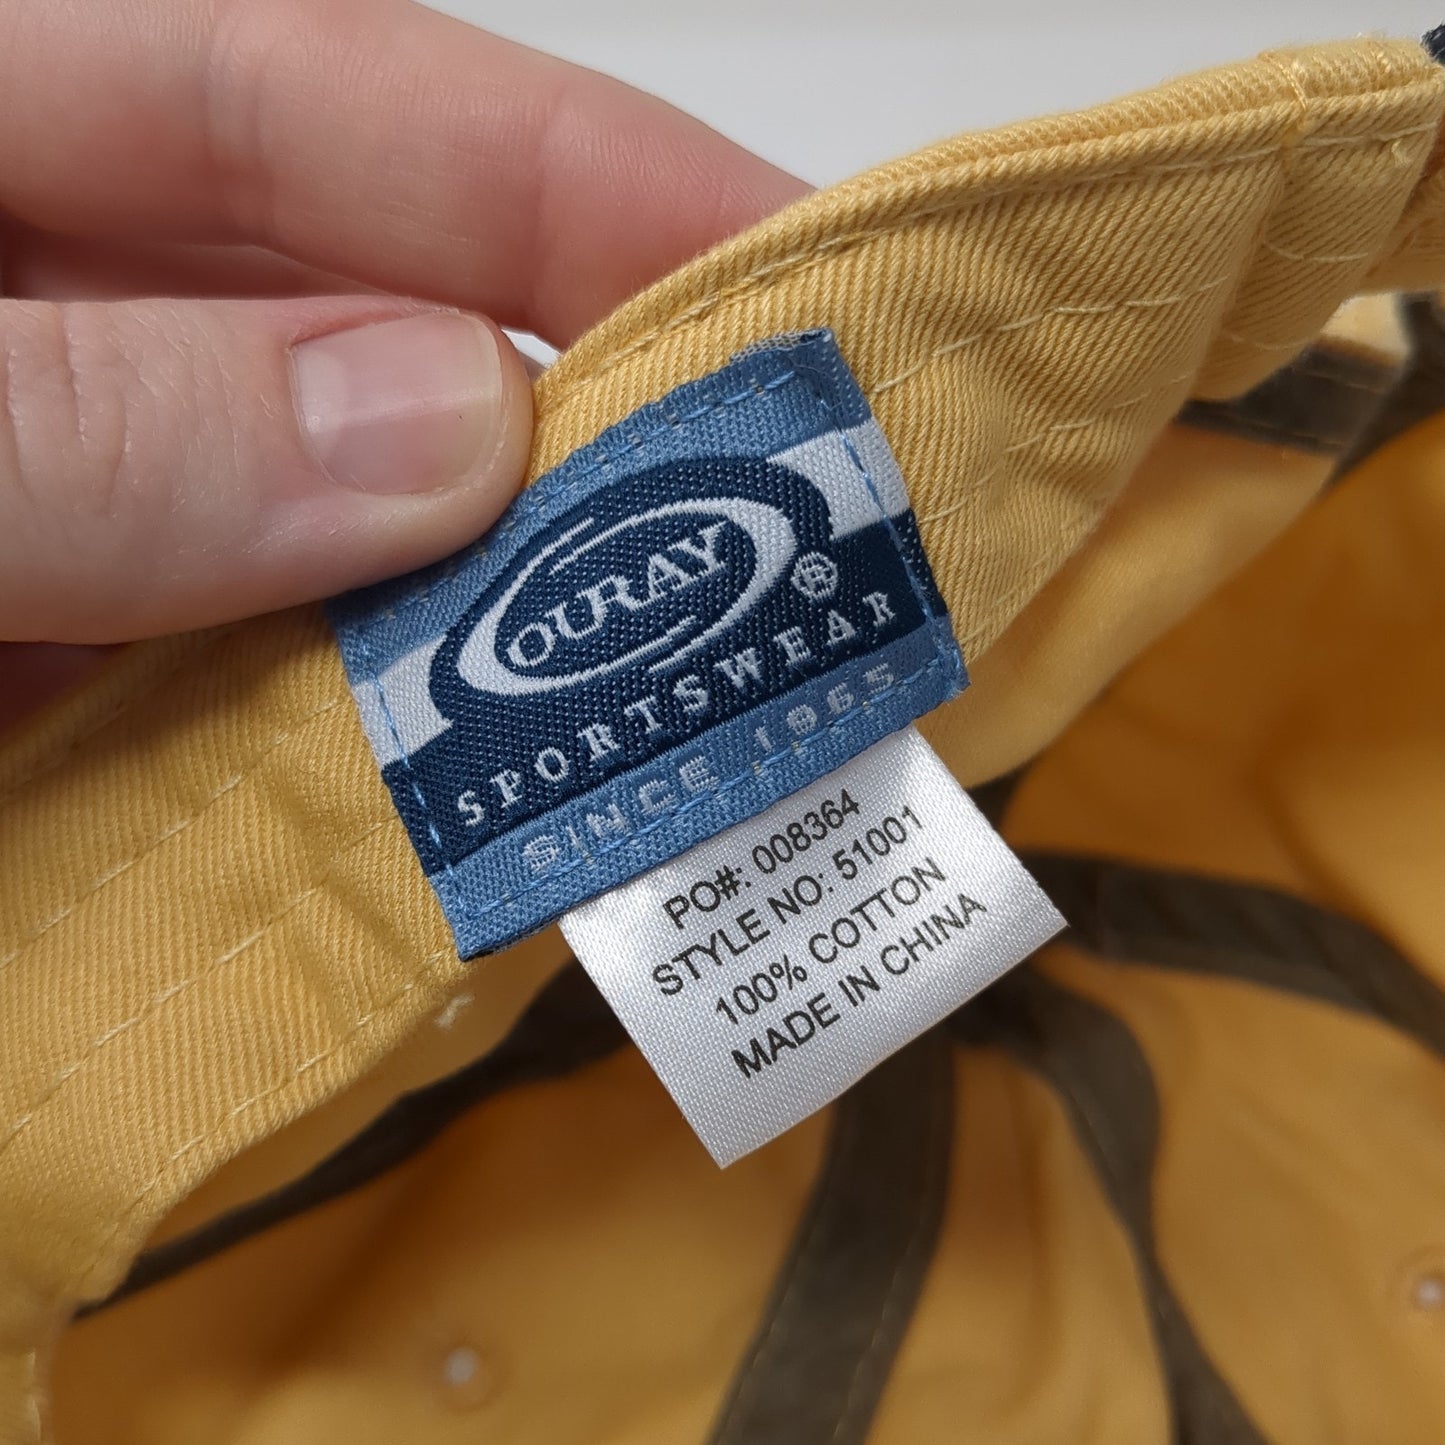 OURAY ®
SPORTSWEAR
SINCE 1965
PO#: 008364
STYLE NO: 51001
100% COTTON
MADE IN CHINA